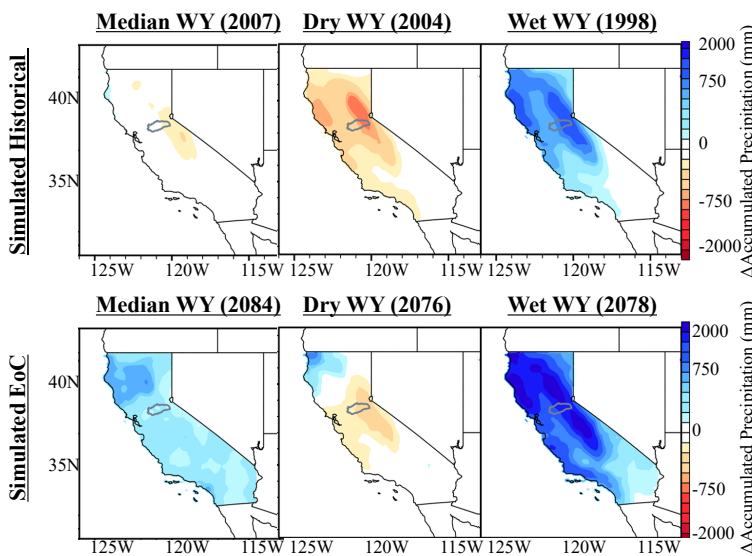 Median WY (2007) Dry WY (2004) Wet WY (1998)
Simulated Historical
40N
35N
125W 120W 115W 125W 120W 115W 125W 120W 115W
2000
750
0
-750
-2000
ΔAccumulated Precipitation (mm)
Median WY (2084) Dry WY (2076) Wet WY (2078)
Simulated EoC
40N
35N
125W 120W 115W 125W 120W 115W 125W 120W 115W
2000
750
0
-750
-2000
ΔAccumulated Precipitation (mm)